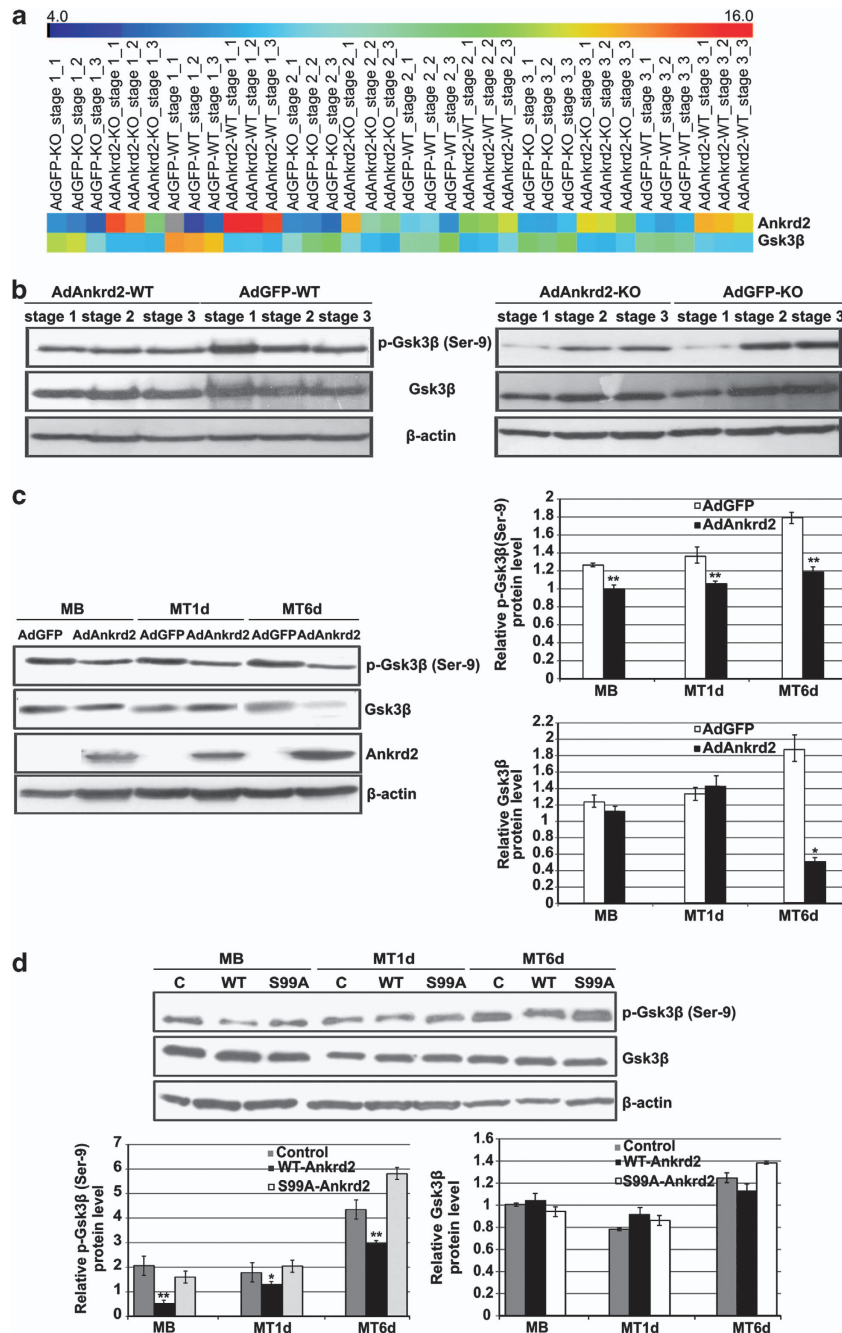 a
4.0 16.0
AdGFP-KO_stage 1_1
AdGFP-KO_stage 1_2
AdGFP-KO_stage 1_3
AdAnkrd2-KO_stage 1_1
AdAnkrd2-KO_stage 1_2
AdAnkrd2-KO_stage 1_3
AdGFP-WT_stage 1_1
AdGFP-WT_stage 1_2
AdGFP-WT_stage 1_3
AdAnkrd2-WT_stage 1_1
AdAnkrd2-WT_stage 1_2
AdAnkrd2-WT_stage 1_3
AdGFP-KO_stage 2_1
AdGFP-KO_stage 2_2
AdGFP-KO_stage 2_3
AdAnkrd2-KO_stage 2_1
AdAnkrd2-KO_stage 2_2
AdAnkrd2-KO_stage 2_3
AdGFP-WT_stage 2_1
AdGFP-WT_stage 2_2
AdGFP-WT_stage 2_3
AdAnkrd2-WT_stage 2_1
AdAnkrd2-WT_stage 2_2
AdAnkrd2-WT_stage 2_3
AdGFP-KO_stage 3_1
AdGFP-KO_stage 3_2
AdGFP-KO_stage 3_3
AdAnkrd2-KO_stage 3_1
AdAnkrd2-KO_stage 3_2
AdAnkrd2-KO_stage 3_3
AdGFP-WT_stage 3_1
AdGFP-WT_stage 3_2
AdGFP-WT_stage 3_3
AdAnkrd2-WT_stage 3_1
AdAnkrd2-WT_stage 3_2
AdAnkrd2-WT_stage 3_3
Ankrd2
Gsk3β
b
AdAnkrd2-WT AdGFP-WT
stage 1 stage 2 stage 3 stage 1 stage 2 stage 3
AdAnkrd2-KO AdGFP-KO
stage 1 stage 2 stage 3 stage 1 stage 2 stage 3
p-Gsk3β (Ser-9)
Gsk3β
β-actin
c
MB MT1d MT6d
AdGFP AdAnkrd2 AdGFP AdAnkrd2 AdGFP AdAnkrd2
p-Gsk3β (Ser-9)
Gsk3β
Ankrd2
β-actin
Relative p-Gsk3β(Ser-9)
protein level
2
1.8
1.6
1.4
1.2
1
0.8
0.6
0.4
0.2
0
AdGFP
AdAnkrd2
** ** **
MB MT1d MT6d
Relative Gsk3β
protein level
2.2
2
1.8
1.6
1.4
1.2
1
0.8
0.6
0.4
0.2
0
AdGFP
AdAnkrd2
*
MB MT1d MT6d
d
MB MT1d MT6d
C WT S99A C WT S99A C WT S99A
p-Gsk3β (Ser-9)
Gsk3β
β-actin
Relative p-Gsk3β (Ser-9)
protein level
7
6
5
4
3
2
1
0
Control
WT-Ankrd2
S99A-Ankrd2
** * **
MB MT1d MT6d
Relative Gsk3β
protein level
1.6
1.4
1.2
1
0.8
0.6
0.4
0.2
0
Control
WT-Ankrd2
S99A-Ankrd2
MB MT1d MT6d